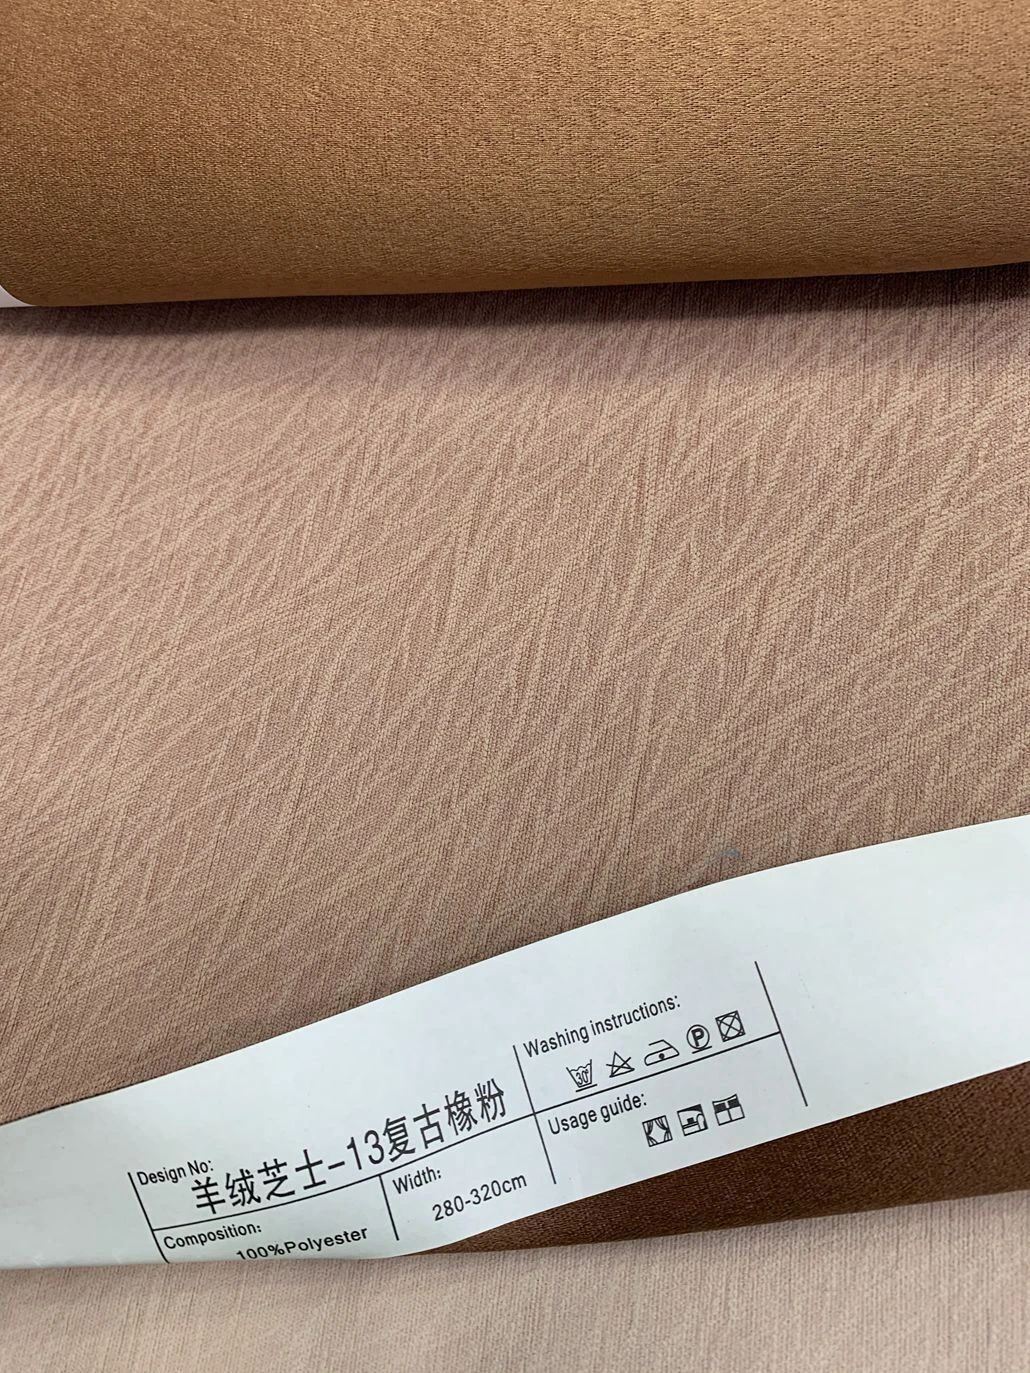 Design No:
羊绒芝士-13复古橡粉
Composition:
100%Polyester
Width:
280-320cm
Washing instructions:
30°
P
Usage guide: